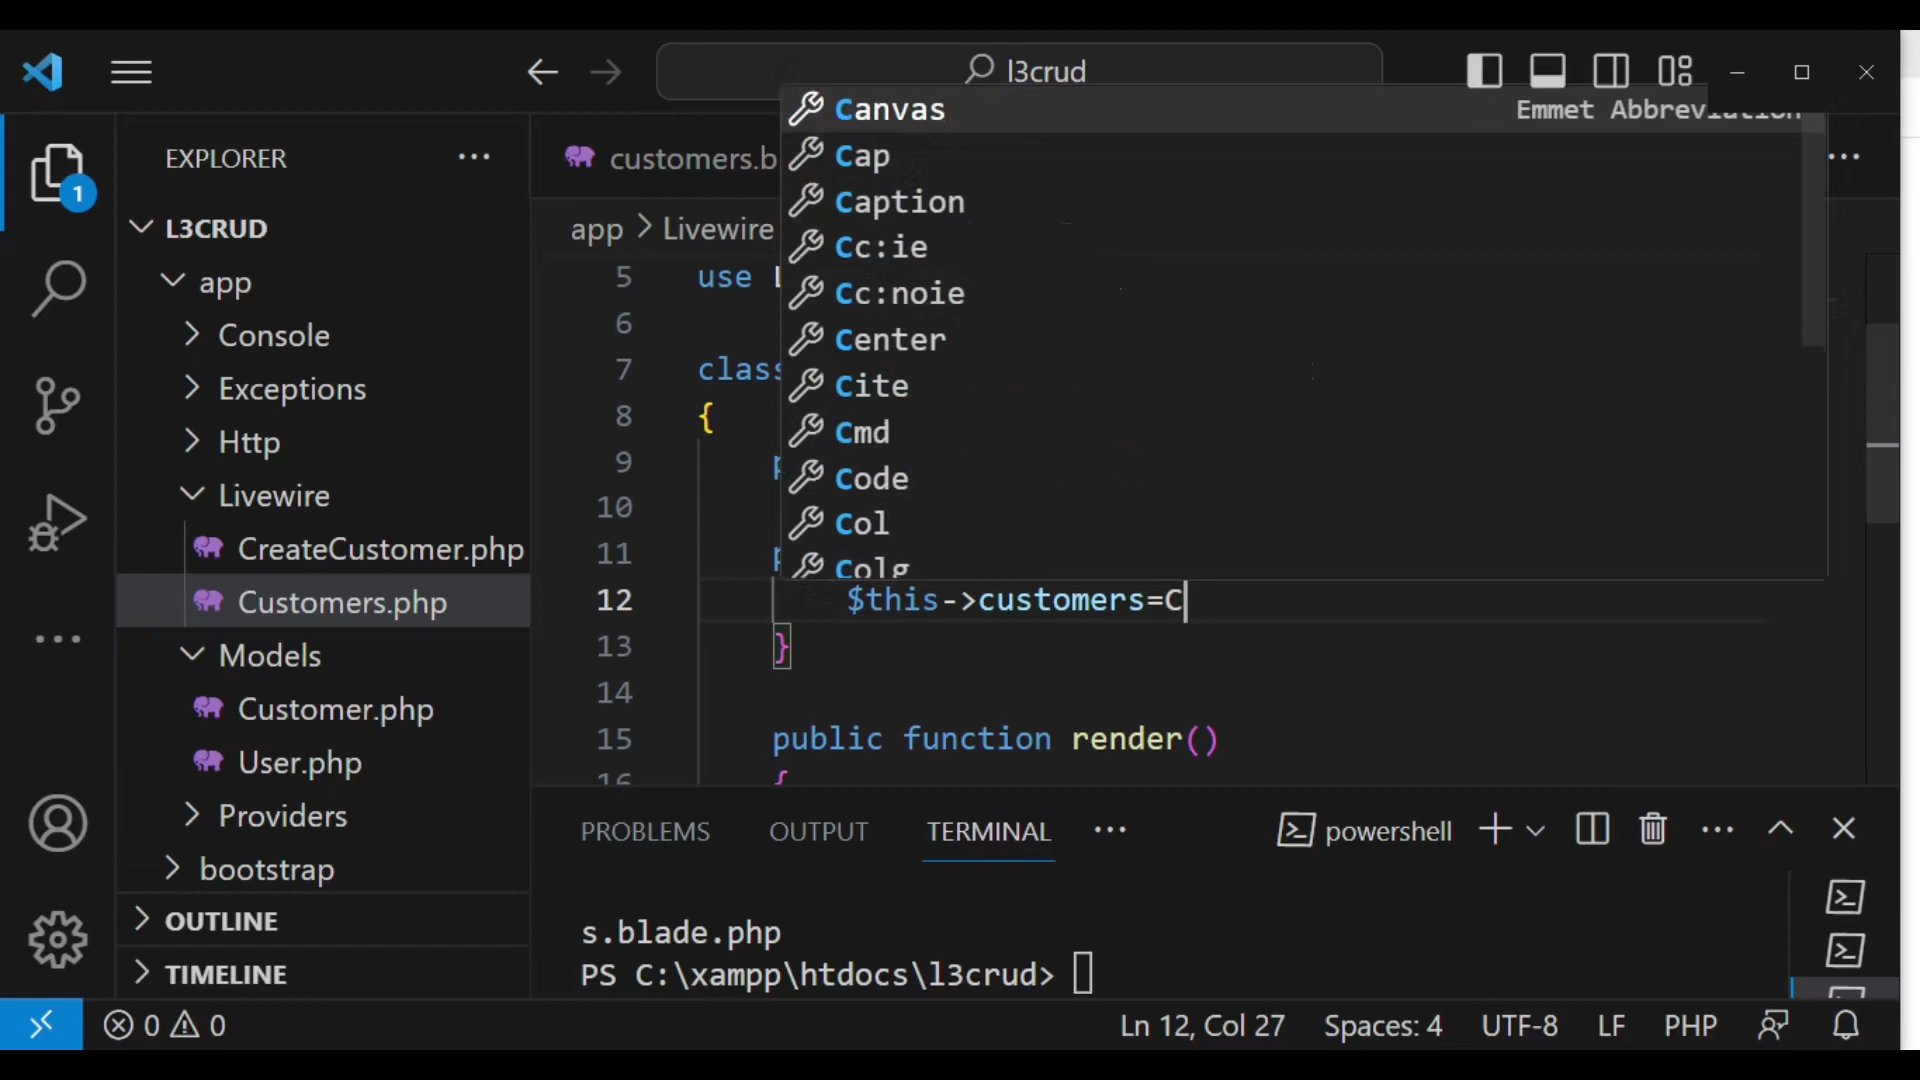 l3crud
Canvas
Emmet Abbreviation
Cap
Caption
Cc:ie
Cc:noie
Center
Cite
Cmd
Code
Col
Colg
EXPLORER
1
L3CRUD
app
Console
Exceptions
Http
Livewire
CreateCustomer.php
Customers.php
Models
Customer.php
User.php
Providers
bootstrap
OUTLINE
TIMELINE
customers.b
app > Livewire
5 use
6
7 class
8 {
9 p
10
11 p
12 $this->customers=C
13 }
14
15 public function render()
16 {
PROBLEMS OUTPUT TERMINAL
powershell
s.blade.php
PS C:\xampp\htdocs\l3crud>
0 0
Ln 12, Col 27 Spaces: 4 UTF-8 LF PHP